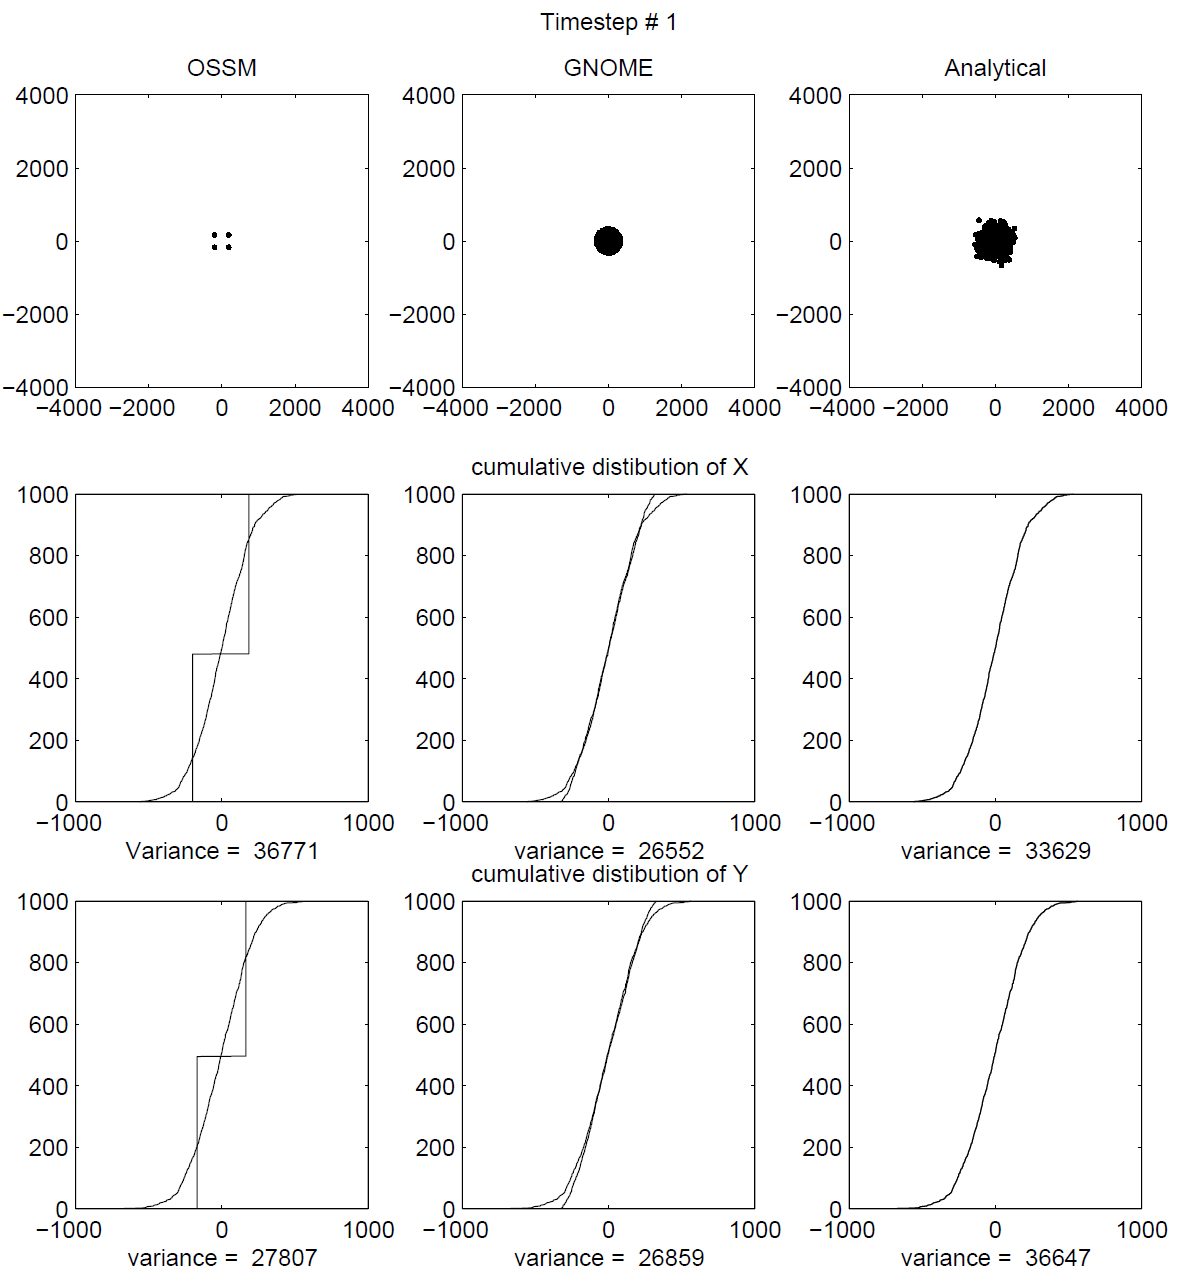 Timestep # 1
OSSM GNOME Analytical
4000 4000 4000
2000 2000 2000
0 0 0
−2000 −2000 −2000
−4000 −4000 −4000
−4000 −2000 0 2000 4000 −4000 −2000 0 2000 4000 −4000 −2000 0 2000 4000
cumulative distibution of X
1000 1000 1000
800 800 800
600 600 600
400 400 400
200 200 200
0 0 0
−1000 0 1000 −1000 0 1000 −1000 0 1000
Variance = 36771 variance = 26552 variance = 33629
cumulative distibution of Y
1000 1000 1000
800 800 800
600 600 600
400 400 400
200 200 200
0 0 0
−1000 0 1000 −1000 0 1000 −1000 0 1000
variance = 27807 variance = 26859 variance = 36647